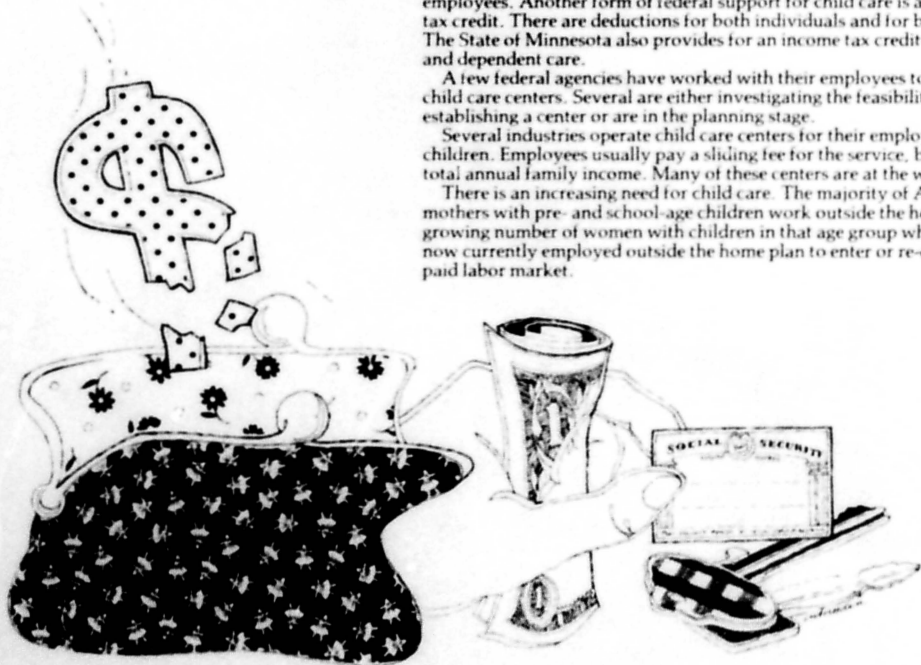 employees. Another form of federal support for child care is a
tax credit. There are deductions for both individuals and for b
The State of Minnesota also provides for an income tax credit
and dependent care.
A few federal agencies have worked with their employees to
child care centers. Several are either investigating the feasibili
establishing a center or are in the planning stage.
Several industries operate child care centers for their emplo
children. Employees usually pay a sliding fee for the service, b
total annual family income. Many of these centers are at the w
There is an increasing need for child care. The majority of A
mothers with pre- and school-age children work outside the h
growing number of women with children in that age group wh
now currently employed outside the home plan to enter or re-
paid labor market.
SOCIAL SECURITY